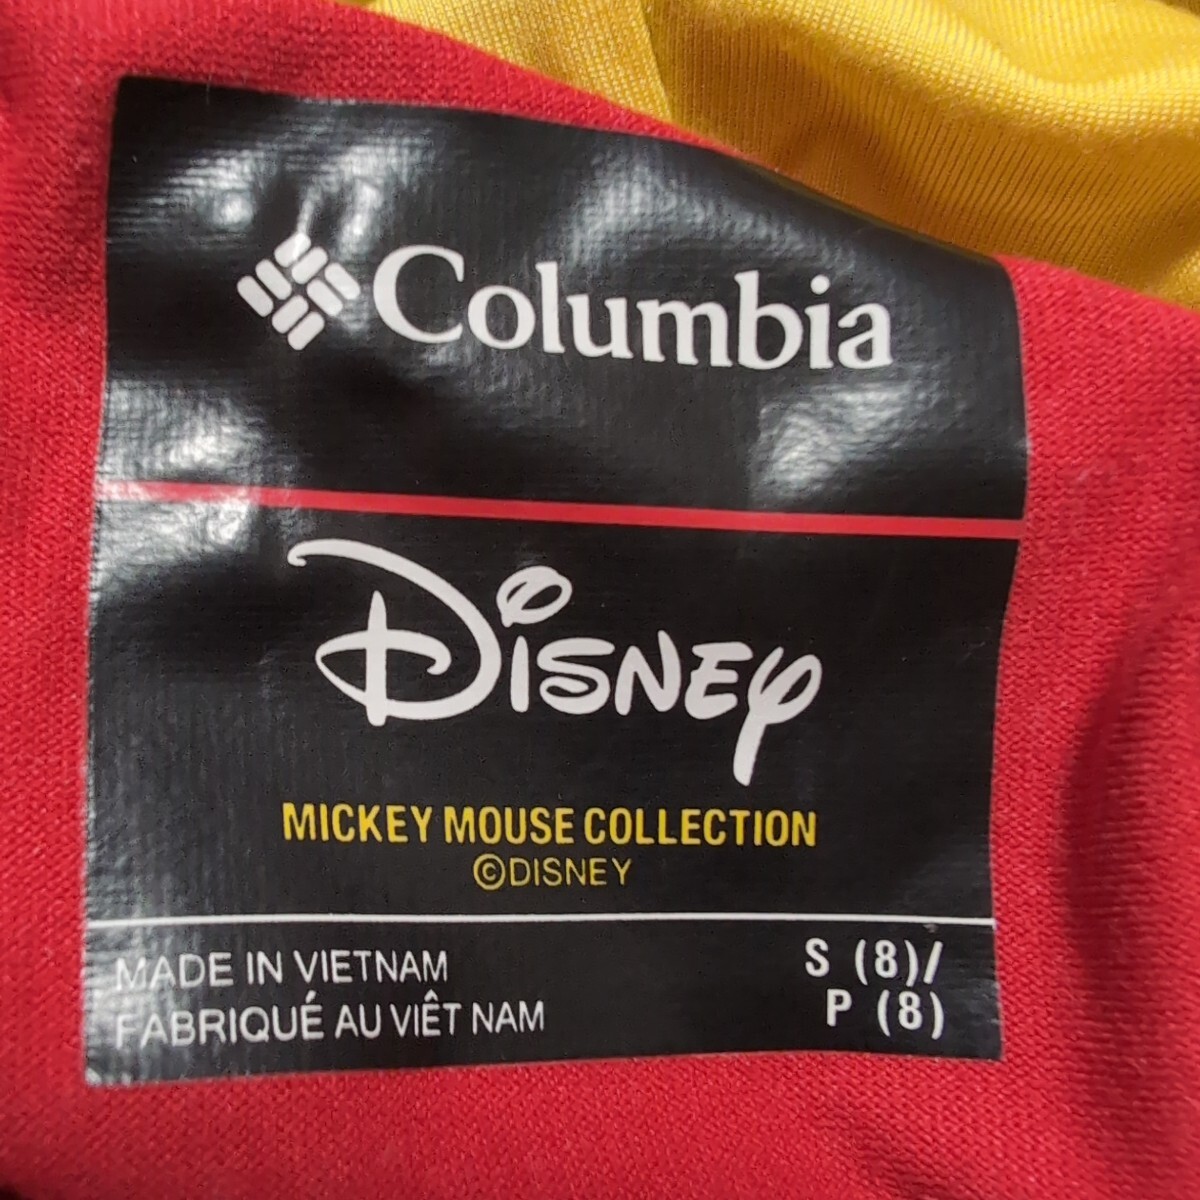 Columbia
DISNEY
MICKEY MOUSE COLLECTION
©DISNEY
MADE IN VIETNAM
FABRIQUÉ AU VIÊT NAM
S (8)/
P (8)